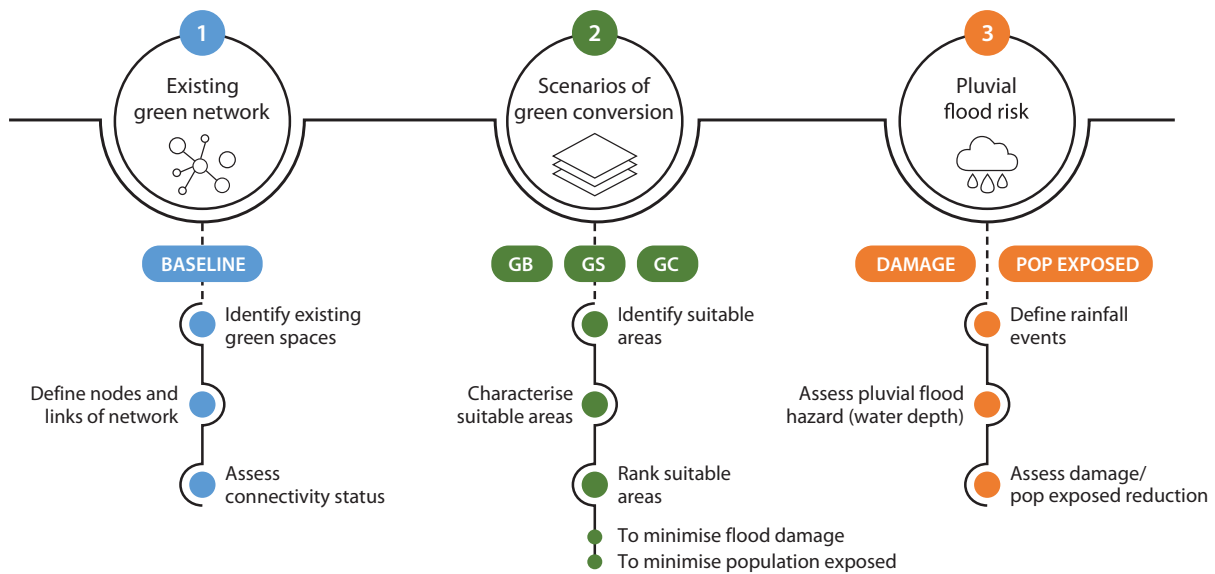 1
Existing
green network
BASELINE
Identify existing
green spaces
Define nodes and
links of network
Assess
connectivity status
2
Scenarios of
green conversion
GB
GS
GC
Identify suitable
areas
Characterise
suitable areas
Rank suitable
areas
To minimise flood damage
To minimise population exposed
3
Pluvial
flood risk
DAMAGE
POP EXPOSED
Define rainfall
events
Assess pluvial flood
hazard (water depth)
Assess damage/
pop exposed reduction